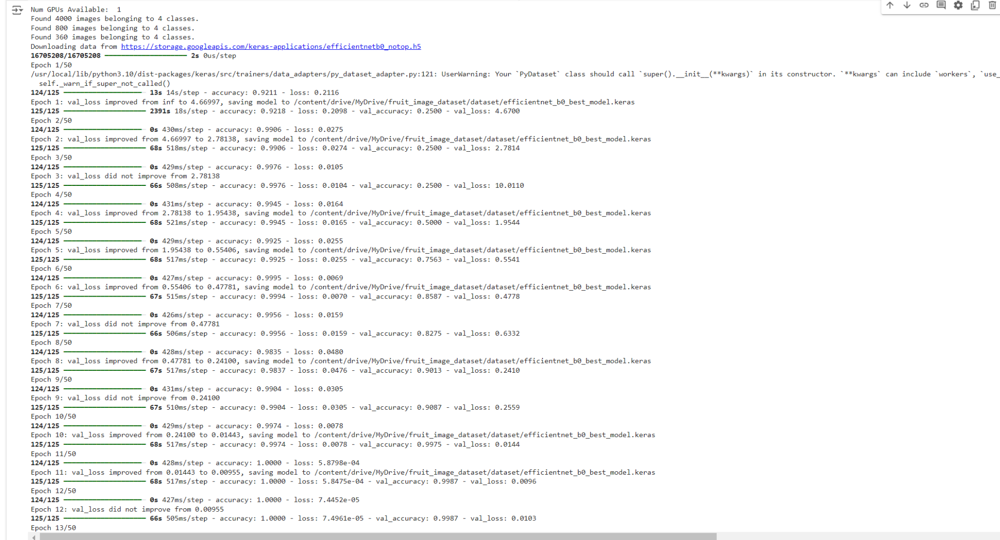 Num GPUs Available:  1
Found 4000 images belonging to 4 classes.
Found 800 images belonging to 4 classes.
Found 360 images belonging to 4 classes.
Downloading data from https://storage.googleapis.com/keras-applications/efficientnetb0_notop.h5
16705208/16705208 2s 0us/step
Epoch 1/50
/usr/local/lib/python3.10/dist-packages/keras/src/trainers/data_adapters/py_dataset_adapter.py:121: UserWarning: Your `PyDataset` class should call `super().__init__(**kwargs)` in its constructor. `**kwargs` can include `workers`, `use_
self._warn_if_super_not_called()
124/125 13s 14s/step - accuracy: 0.9211 - loss: 0.2116
Epoch 1: val_loss improved from inf to 4.66997, saving model to /content/drive/MyDrive/fruit_image_dataset/dataset/efficientnet_b0_best_model.keras
125/125 2391s 18s/step - accuracy: 0.9218 - loss: 0.2098 - val_accuracy: 0.2500 - val_loss: 4.6700
Epoch 2/50
124/125 0s 430ms/step - accuracy: 0.9906 - loss: 0.0275
Epoch 2: val_loss improved from 4.66997 to 2.78138, saving model to /content/drive/MyDrive/fruit_image_dataset/dataset/efficientnet_b0_best_model.keras
125/125 68s 518ms/step - accuracy: 0.9906 - loss: 0.0274 - val_accuracy: 0.2500 - val_loss: 2.7814
Epoch 3/50
124/125 0s 429ms/step - accuracy: 0.9976 - loss: 0.0105
Epoch 3: val_loss did not improve from 2.78138
125/125 66s 508ms/step - accuracy: 0.9976 - loss: 0.0104 - val_accuracy: 0.2500 - val_loss: 10.0110
Epoch 4/50
124/125 0s 431ms/step - accuracy: 0.9945 - loss: 0.0164
Epoch 4: val_loss improved from 2.78138 to 1.95438, saving model to /content/drive/MyDrive/fruit_image_dataset/dataset/efficientnet_b0_best_model.keras
125/125 68s 521ms/step - accuracy: 0.9945 - loss: 0.0165 - val_accuracy: 0.5000 - val_loss: 1.9544
Epoch 5/50
124/125 0s 429ms/step - accuracy: 0.9925 - loss: 0.0255
Epoch 5: val_loss improved from 1.95438 to 0.55406, saving model to /content/drive/MyDrive/fruit_image_dataset/dataset/efficientnet_b0_best_model.keras
125/125 68s 517ms/step - accuracy: 0.9925 - loss: 0.0255 - val_accuracy: 0.7563 - val_loss: 0.5541
Epoch 6/50
124/125 0s 427ms/step - accuracy: 0.9995 - loss: 0.0069
Epoch 6: val_loss improved from 0.55406 to 0.47781, saving model to /content/drive/MyDrive/fruit_image_dataset/dataset/efficientnet_b0_best_model.keras
125/125 67s 515ms/step - accuracy: 0.9994 - loss: 0.0070 - val_accuracy: 0.8587 - val_loss: 0.4778
Epoch 7/50
124/125 0s 426ms/step - accuracy: 0.9956 - loss: 0.0159
Epoch 7: val_loss did not improve from 0.47781
125/125 66s 506ms/step - accuracy: 0.9956 - loss: 0.0159 - val_accuracy: 0.8275 - val_loss: 0.6332
Epoch 8/50
124/125 0s 428ms/step - accuracy: 0.9835 - loss: 0.0480
Epoch 8: val_loss improved from 0.47781 to 0.24100, saving model to /content/drive/MyDrive/fruit_image_dataset/dataset/efficientnet_b0_best_model.keras
125/125 67s 517ms/step - accuracy: 0.9837 - loss: 0.0476 - val_accuracy: 0.9013 - val_loss: 0.2410
Epoch 9/50
124/125 0s 431ms/step - accuracy: 0.9904 - loss: 0.0305
Epoch 9: val_loss did not improve from 0.24100
125/125 67s 510ms/step - accuracy: 0.9904 - loss: 0.0305 - val_accuracy: 0.9087 - val_loss: 0.2559
Epoch 10/50
124/125 0s 429ms/step - accuracy: 0.9974 - loss: 0.0078
Epoch 10: val_loss improved from 0.24100 to 0.01443, saving model to /content/drive/MyDrive/fruit_image_dataset/dataset/efficientnet_b0_best_model.keras
125/125 68s 517ms/step - accuracy: 0.9974 - loss: 0.0078 - val_accuracy: 0.9975 - val_loss: 0.0144
Epoch 11/50
124/125 0s 428ms/step - accuracy: 1.0000 - loss: 5.8798e-04
Epoch 11: val_loss improved from 0.01443 to 0.00955, saving model to /content/drive/MyDrive/fruit_image_dataset/dataset/efficientnet_b0_best_model.keras
125/125 68s 517ms/step - accuracy: 1.0000 - loss: 5.8475e-04 - val_accuracy: 0.9987 - val_loss: 0.0096
Epoch 12/50
124/125 0s 427ms/step - accuracy: 1.0000 - loss: 7.4452e-05
Epoch 12: val_loss did not improve from 0.00955
125/125 66s 505ms/step - accuracy: 1.0000 - loss: 7.4961e-05 - val_accuracy: 0.9987 - val_loss: 0.0103
Epoch 13/50